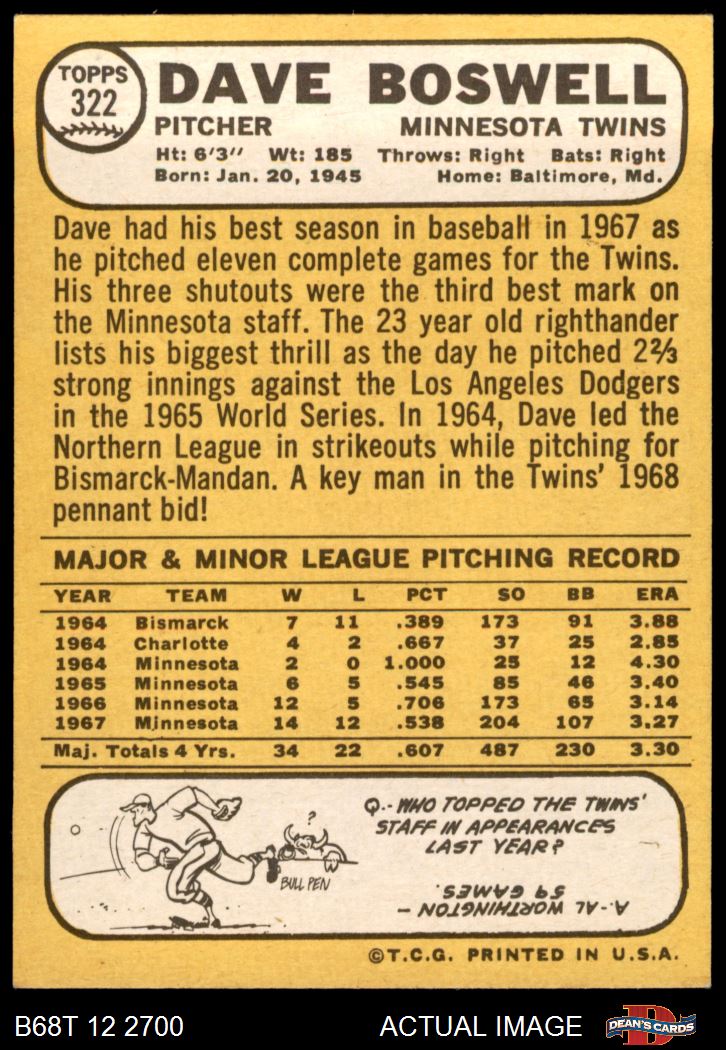 TOPPS
322
DAVE BOSWELL
PITCHER MINNESOTA TWINS
Ht: 6'3" Wt: 185 Throws: Right Bats: Right
Born: Jan. 20, 1945 Home: Baltimore, Md.
Dave had his best season in baseball in 1967 as
he pitched eleven complete games for the Twins.
His three shutouts were the third best mark on
the Minnesota staff. The 23 year old righthander
lists his biggest thrill as the day he pitched 2⅔
strong innings against the Los Angeles Dodgers
in the 1965 World Series. In 1964, Dave led the
Northern League in strikeouts while pitching for
Bismarck-Mandan. A key man in the Twins' 1968
pennant bid!
MAJOR & MINOR LEAGUE PITCHING RECORD
YEAR TEAM W L PCT SO BB ERA
1964 Bismarck 7 11 .389 173 91 3.88
1964 Charlotte 4 2 .667 37 25 2.85
1964 Minnesota 2 0 1.000 25 12 4.30
1965 Minnesota 6 5 .545 85 46 3.40
1966 Minnesota 12 5 .706 173 65 3.14
1967 Minnesota 14 12 .538 204 107 3.27
Maj. Totals 4 Yrs. 34 22 .607 487 230 3.30
?
BULL PEN
Q.- WHO TOPPED THE TWINS'
STAFF IN APPEARANCES
LAST YEAR?
A.- AL WORTHINGTON –
59 GAMES.
©T.C.G. PRINTED IN U.S.A.
B68T 12 2700 ACTUAL IMAGE
D
DEAN'S CARDS